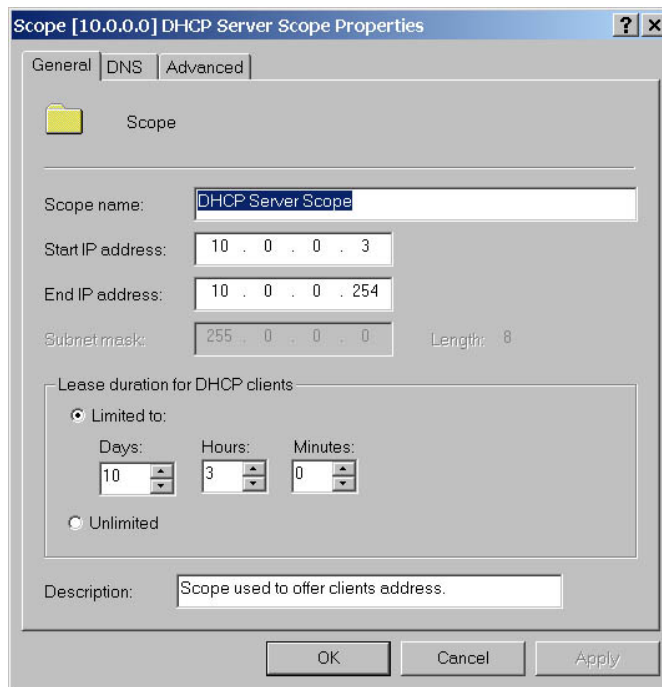 Scope [10.0.0.0] DHCP Server Scope Properties ? ×
General DNS Advanced
Scope
Scope name: DHCP Server Scope
Start IP address: 10 . 0 . 0 . 3
End IP address: 10 . 0 . 0 . 254
Subnet mask: 255 . 0 . 0 . 0 Length: 8
Lease duration for DHCP clients
Limited to:
Days: Hours: Minutes:
10 3 0
Unlimited
Description: Scope used to offer clients address.
OK Cancel Apply